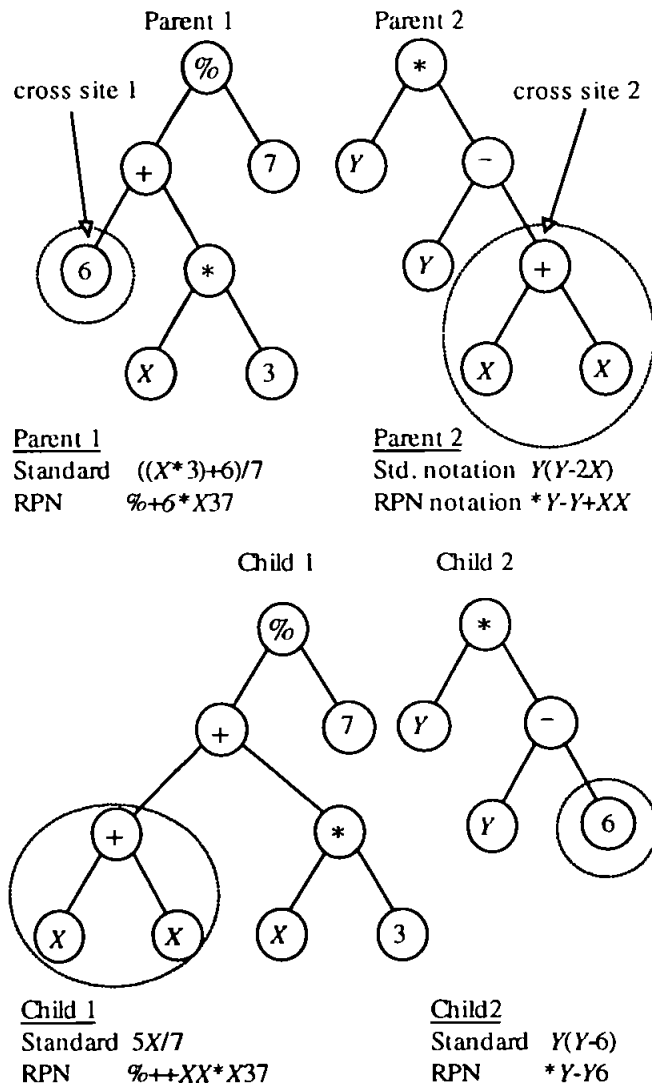 Parent 1 Parent 2
% *
cross site 1 cross site 2
+ 7 Y -
6 * Y +
X 3 X X
Parent 1 Parent 2
Standard ((X*3)+6)/7 Std. notation Y(Y-2X)
RPN %+6*X37 RPN notation *Y-Y+XX
Child 1 Child 2
% *
+ 7 Y -
+ * Y 6
X X X 3
Child 1 Child2
Standard 5X/7 Standard Y(Y-6)
RPN %++XX*X37 RPN *Y-Y6